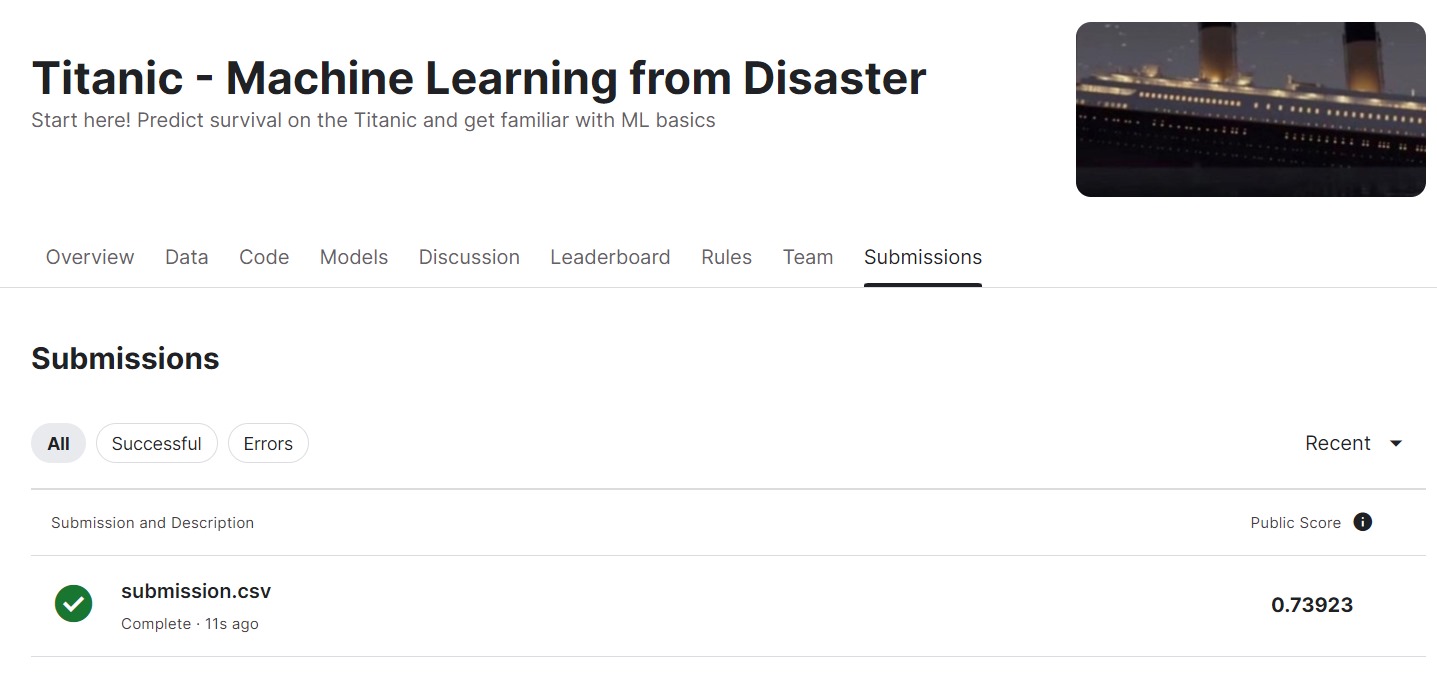 Titanic - Machine Learning from Disaster
Start here! Predict survival on the Titanic and get familiar with ML basics
Overview Data Code Models Discussion Leaderboard Rules Team Submissions
Submissions
All Successful Errors Recent
Submission and Description Public Score
submission.csv
Complete · 11s ago
0.73923